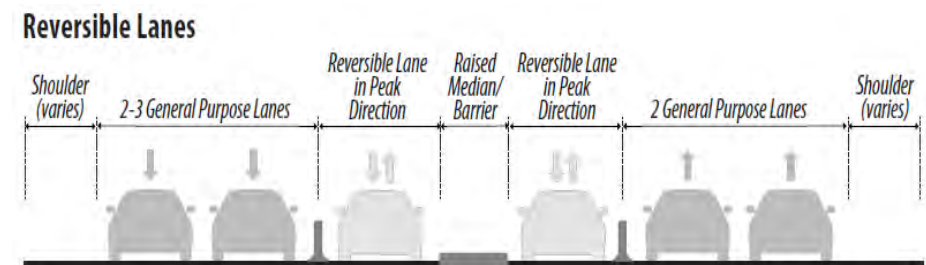 Reversible Lanes
Shoulder
(varies)
2-3 General Purpose Lanes
Reversible Lane
in Peak
Direction
Raised
Median/
Barrier
Reversible Lane
in Peak
Direction
2 General Purpose Lanes
Shoulder
(varies)